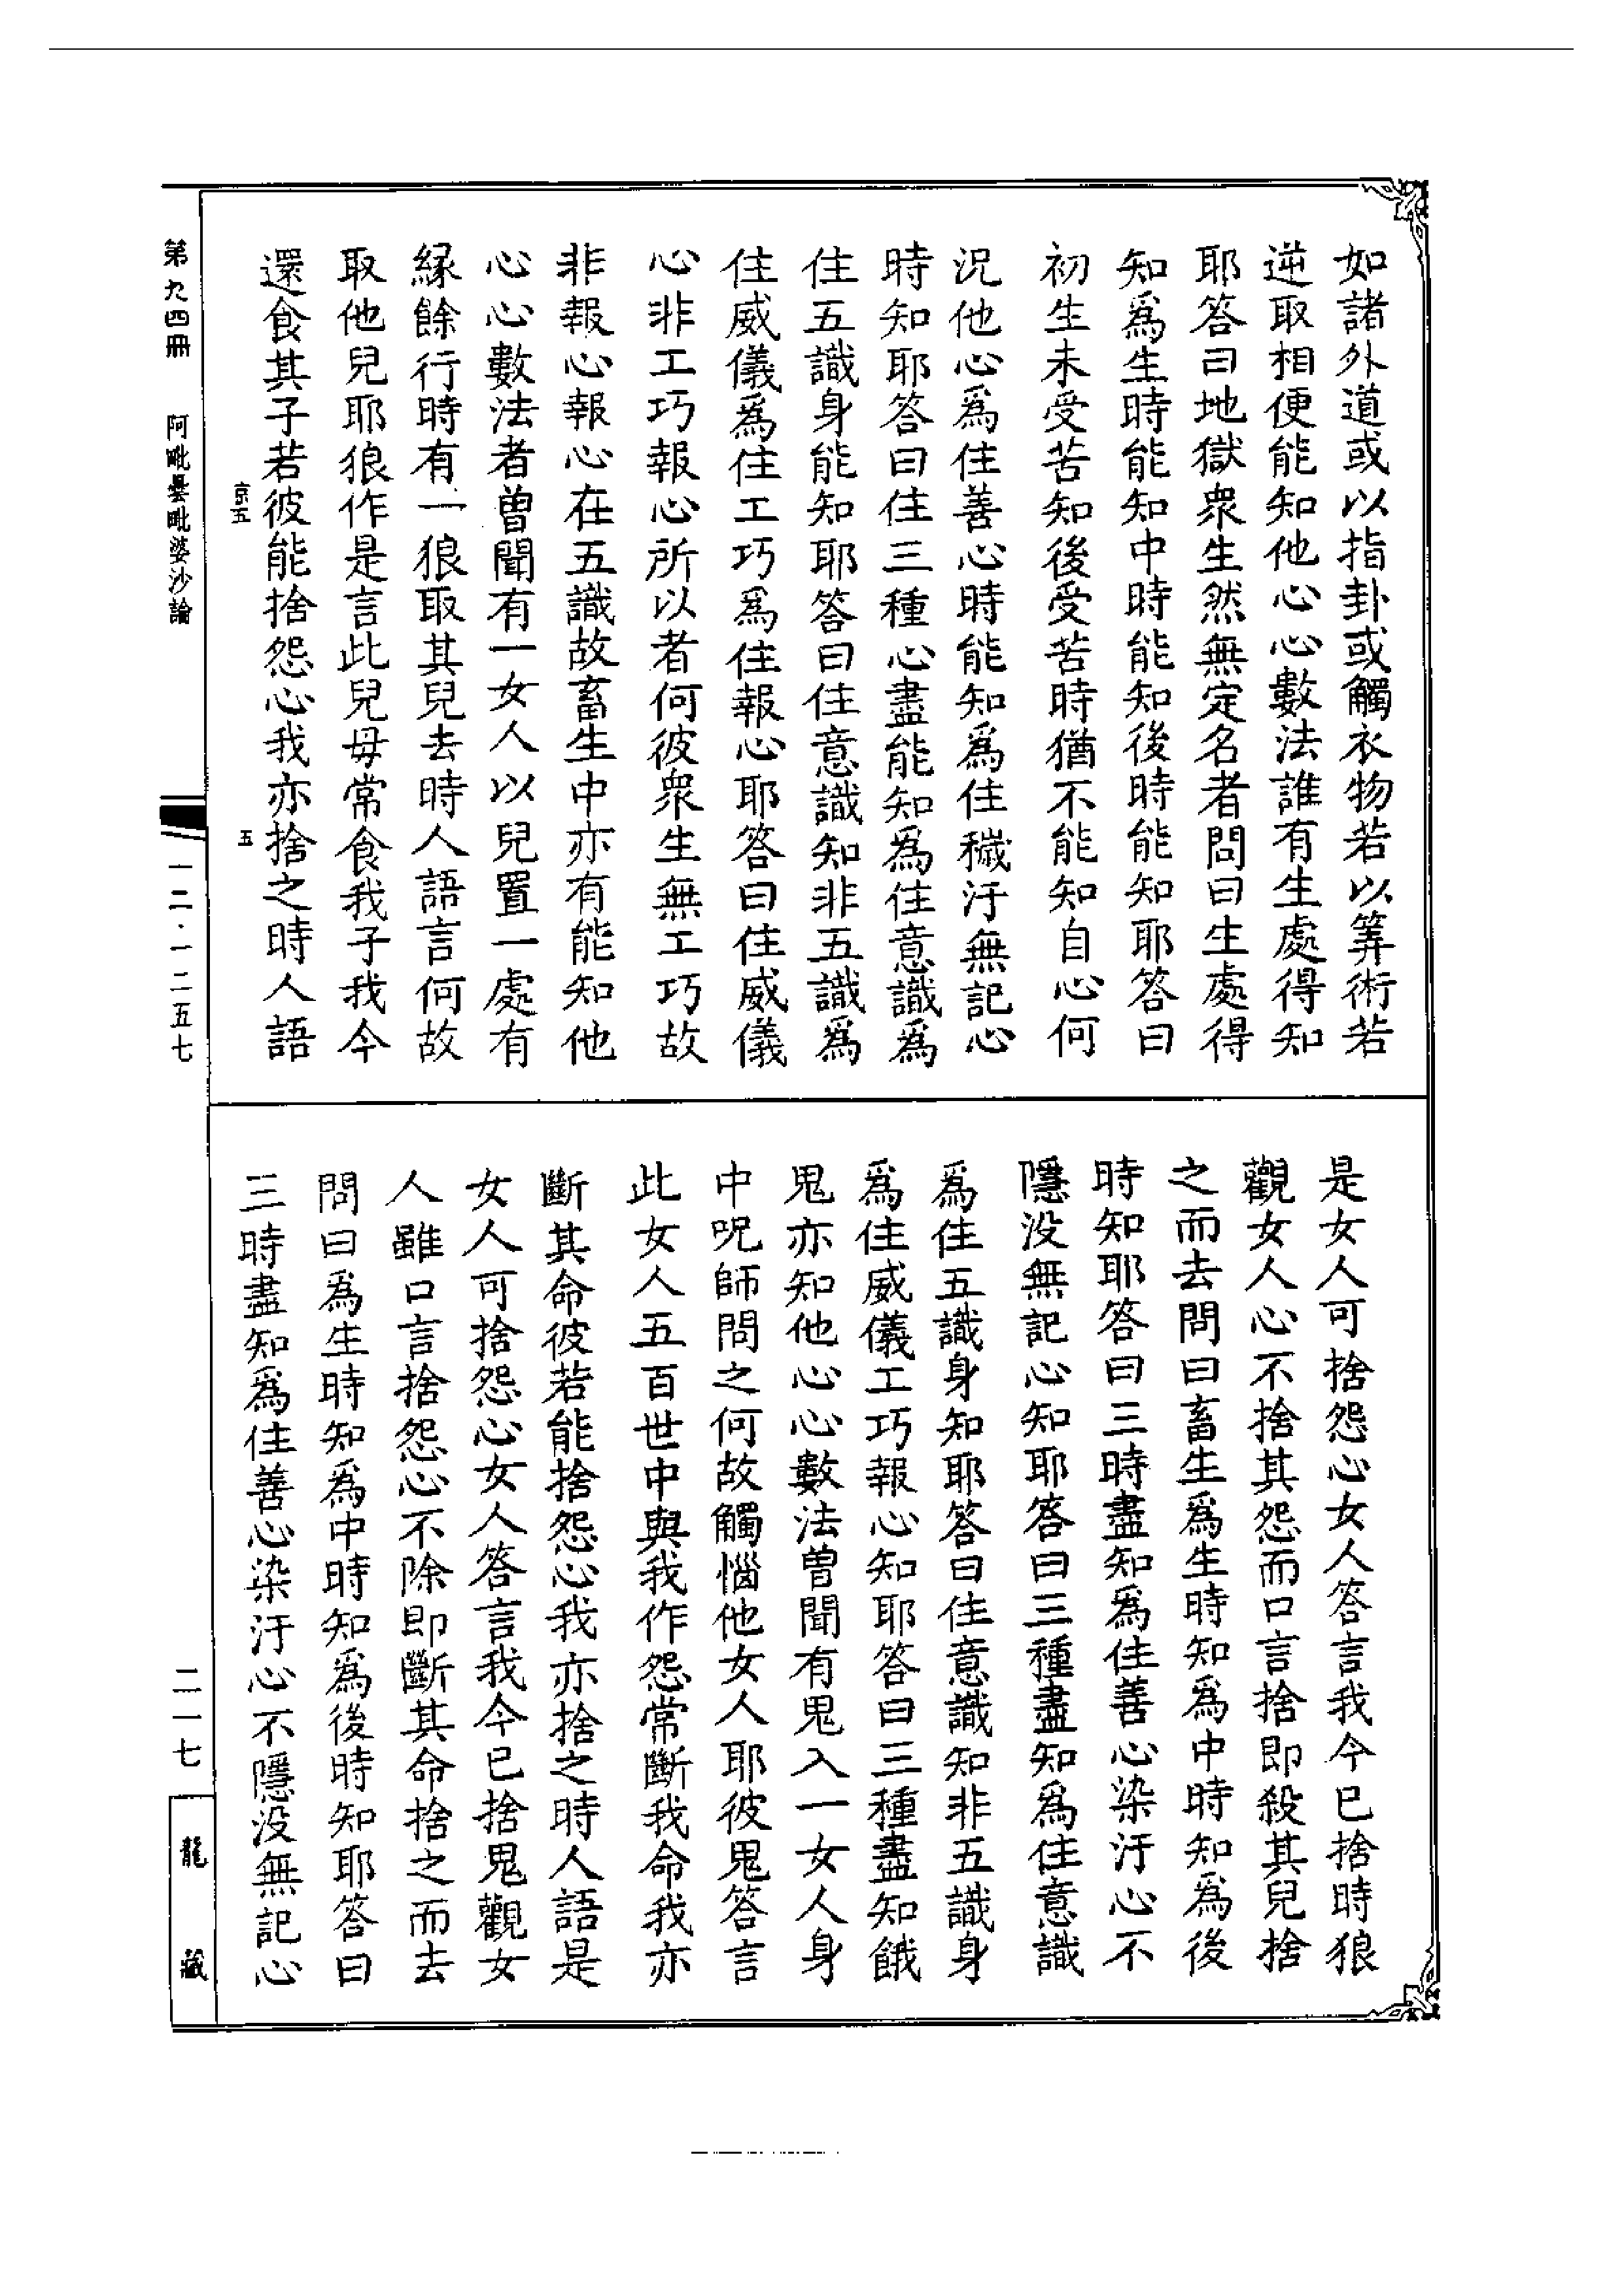 如諸外道或以指卦或觸衣物若以筭術若
逆取相便能知他心心數法誰有生處得知
耶答曰地獄衆生然無定名者問曰生處得
知爲生時能知中時能知後時能知耶答曰
初生未受苦知後受苦時猶不能知自心何
況他心爲住善心時能知爲住穢汙無記心
時知耶答曰住三種心盡能知爲住意識爲
住五識身能知耶答曰住意識知非五識爲
住威儀爲住工巧爲住報心耶答曰住威儀
心非工巧報心所以者何彼衆生無工巧故
非報心報心在五識故畜生中亦有能知他
心心數法者曾聞有一女人以兒置一處有
緣餘行時有一狼取其兒去時人語言何故
取他兒耶狼作是言此兒母常食我子我今
還食其子若彼能捨怨心我亦捨之時人語
是女人可捨怨心女人答言我今已捨時狼
觀女人心不捨其怨而口言捨即殺其兒捨
之而去問曰畜生爲生時知爲中時知爲後
時知耶答曰三時盡知爲住善心染汙心不
隱没無記心知耶答曰三種盡知爲住意識
爲住五識身知耶答曰住意識知非五識身
爲住威儀工巧報心知耶答曰三種盡知餓
鬼亦知他心心數法曾聞有鬼入一女人身
中呪師問之何故觸惱他女人耶彼鬼答言
此女人五百世中與我作怨常斷我命我亦
斷其命彼若能捨怨心我亦捨之時人語是
女人可捨怨心女人答言我今已捨鬼觀女
人雖口言捨怨心不除即斷其命捨之而去
問曰爲生時知爲中時知爲後時知耶答曰
三時盡知爲住善心染汙心不隱没無記心
京五
五
第九四冊 阿毗曇毗婆沙論
一二·一二五七
二一七
龍藏